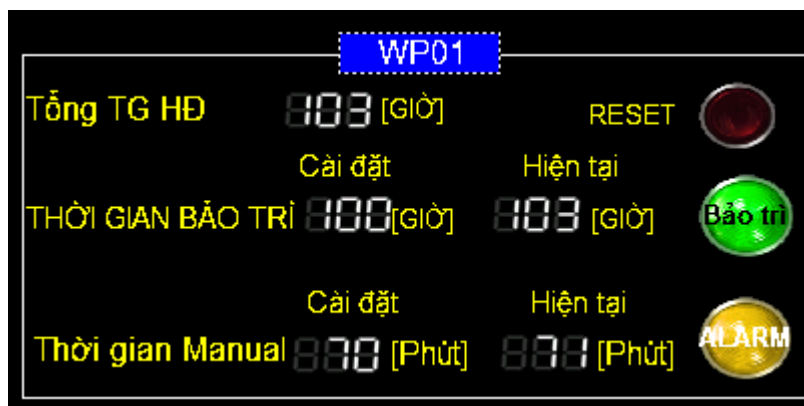 WP01
Tổng TG HĐ 103 [GIỜ] RESET
Cài đặt Hiện tại
THỜI GIAN BẢO TRÌ 100 [GIỜ] 103 [GIỜ] Bảo trì
Cài đặt Hiện tại
Thời gian Manual 70 [Phút] 71 [Phút] ALARM